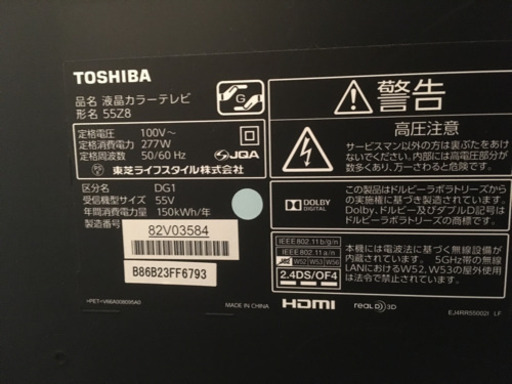 TOSHIBA
品名 液晶カラーテレビ
形名 55Z8
G
定格電圧 100V~
定格消費電力 277W
定格周波数 50/60 Hz
JQA
東芝ライフスタイル株式会社
区分名 DG1
受信機型サイズ 55V
年間消費電力量 150kWh/年
製造番号
82V03584
B86B23FF6793
警告
高圧注意
サービスマン以外の方は裏ぶたをあけ
ないでください。内部には高電圧部分が
数多くあり、万一さわると危険です。
DOLBY
DIGITAL
この製品はドルビーラボラトリーズから
の実施権に基づき製造されています。
Dolby、ドルビー及びダブルD記号は
ドルビーラボラトリーズの商標です。
IEEE802.11b/g/n
IEEE802.11a/n
W52 W53 W56
2.4DS/OF4
本機には電波法に基づく無線設備
が内蔵されています。 5GHz帯の無線
LANにおけるW52,W53の屋外使用
は法令で禁止されています。
MADE IN CHINA
HDMI
REAL D 3D